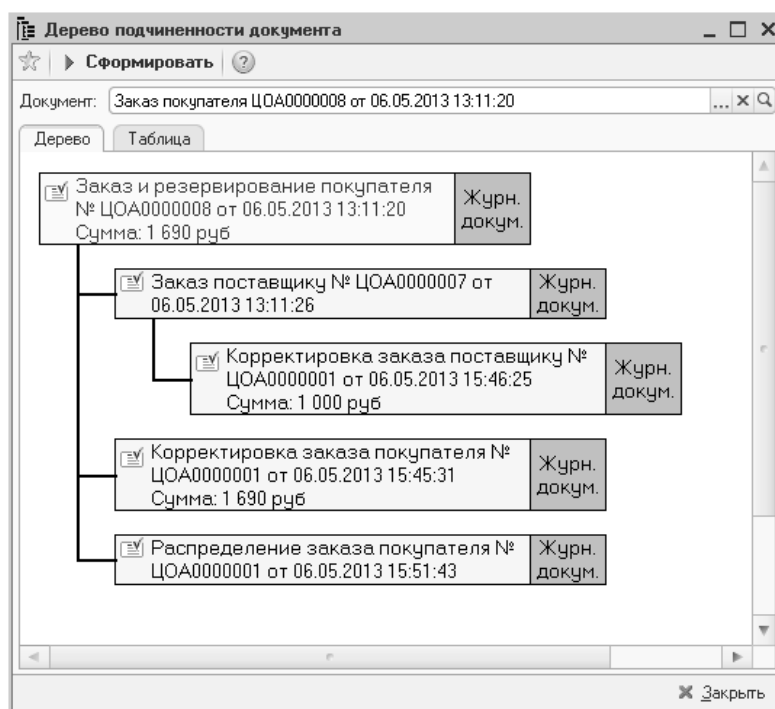 Дерево подчиненности документа
Сформировать
Документ: Заказ покупателя ЦОА0000008 от 06.05.2013 13:11:20
Дерево Таблица
Заказ и резервирование покупателя
№ ЦОА0000008 от 06.05.2013 13:11:20
Сумма: 1 690 руб
Журн.
докум.
Заказ поставщику № ЦОА0000007 от
06.05.2013 13:11:26
Журн.
докум.
Корректировка заказа поставщику №
ЦОА0000001 от 06.05.2013 15:46:25
Сумма: 1 000 руб
Журн.
докум.
Корректировка заказа покупателя №
ЦОА0000001 от 06.05.2013 15:45:31
Сумма: 1 690 руб
Журн.
докум.
Распределение заказа покупателя №
ЦОА0000001 от 06.05.2013 15:51:43
Журн.
докум.
Закрыть